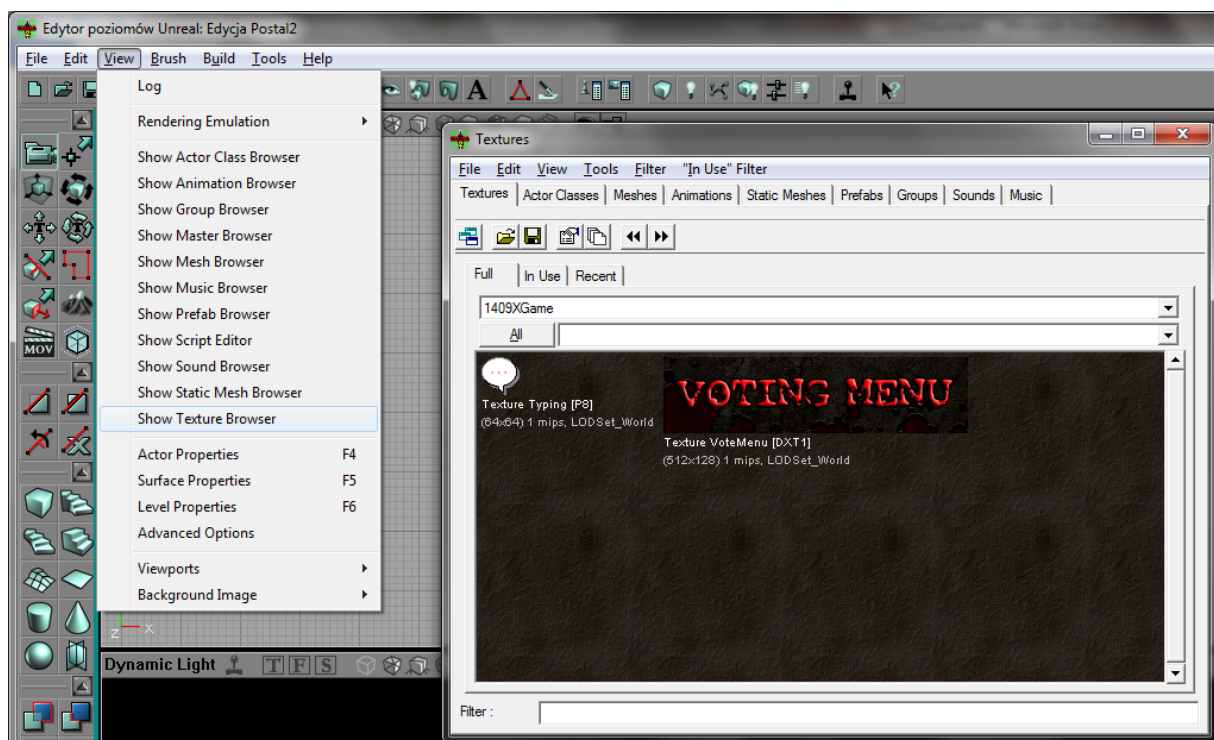 Edytor poziomów Unreal: Edycja Postal2
File Edit View Brush Build Tools Help
Log
Rendering Emulation
Show Actor Class Browser
Show Animation Browser
Show Group Browser
Show Master Browser
Show Mesh Browser
Show Music Browser
Show Prefab Browser
Show Script Editor
Show Sound Browser
Show Static Mesh Browser
Show Texture Browser
Actor Properties F4
Surface Properties F5
Level Properties F6
Advanced Options
Viewports
Background Image
A
MOV
z x
Dynamic Light T F S
Textures
File Edit View Tools Filter "In Use" Filter
Textures Actor Classes Meshes Animations Static Meshes Prefabs Groups Sounds Music
Full In Use Recent
1409XGame
All
Texture Typing [P8]
(64x64) 1 mips, LODSet_World
VOTING MENU
Texture VoteMenu [DXT1]
(512x128) 1 mips, LODSet_World
Filter :